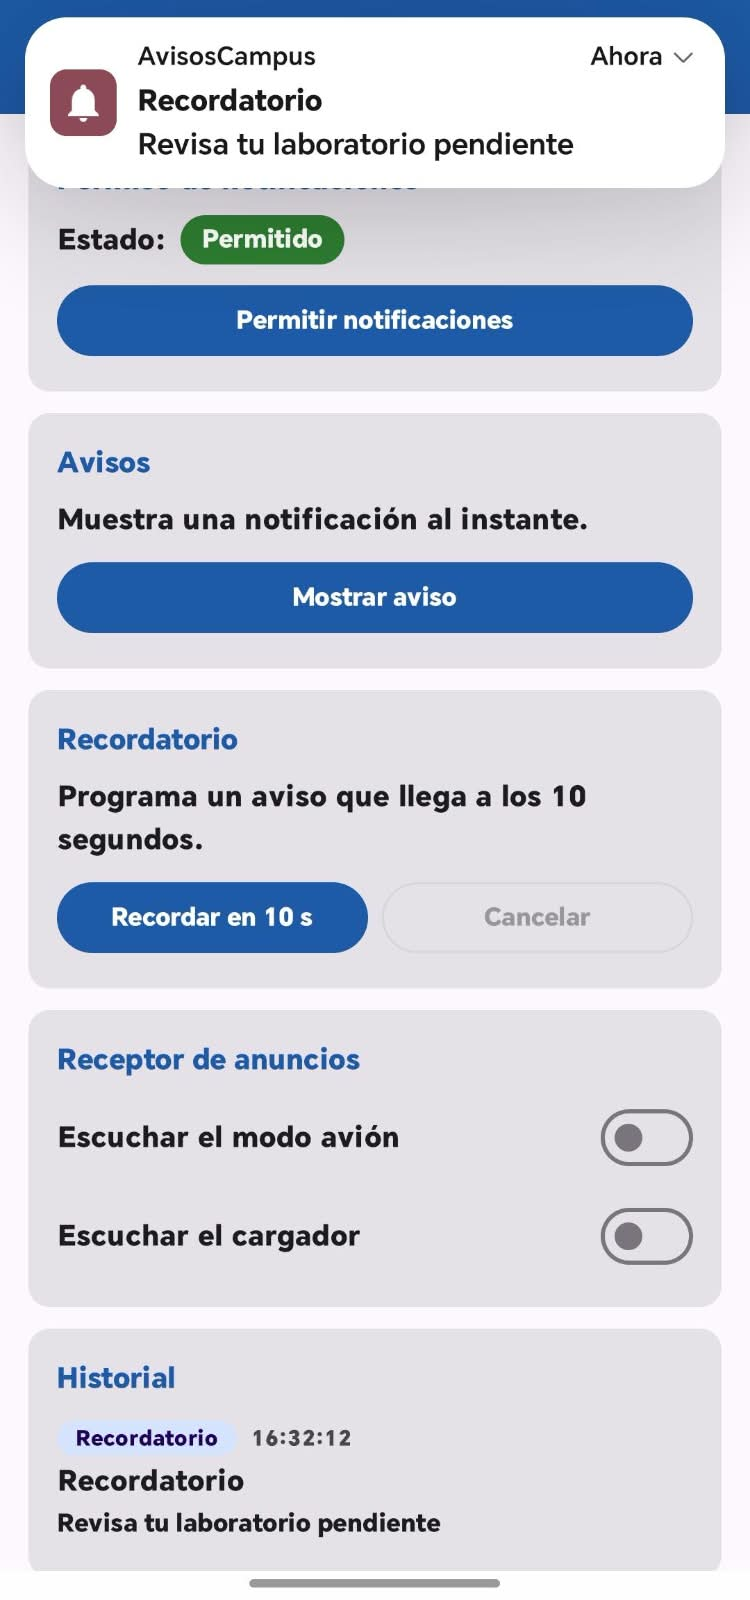 AvisosCampus
Ahora
Recordatorio
Revisa tu laboratorio pendiente
Estado:
Permitido
Permitir notificaciones
Avisos
Muestra una notificación al instante.
Mostrar aviso
Recordatorio
Programa un aviso que llega a los 10
segundos.
Recordar en 10 s
Cancelar
Receptor de anuncios
Escuchar el modo avión
Escuchar el cargador
Historial
Recordatorio 16:32:12
Recordatorio
Revisa tu laboratorio pendiente